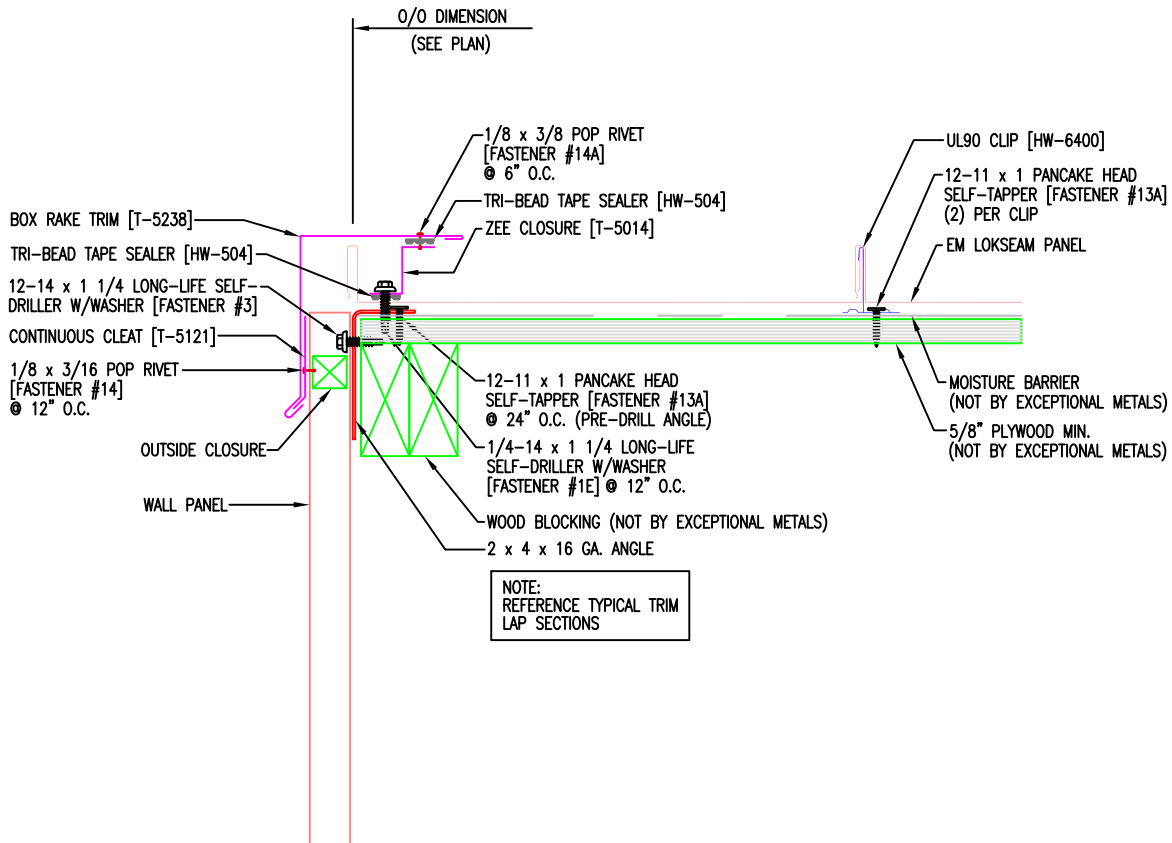 O/O DIMENSION
(SEE PLAN)
1/8 x 3/8 POP RIVET
[FASTENER #14A]
@ 6" O.C.
TRI-BEAD TAPE SEALER [HW-504]
ZEE CLOSURE [T-5014]
UL90 CLIP [HW-6400]
12-11 x 1 PANCAKE HEAD
SELF-TAPPER [FASTENER #13A]
(2) PER CLIP
EM LOKSEAM PANEL
BOX RAKE TRIM [T-5238]
TRI-BEAD TAPE SEALER [HW-504]
12-14 x 1 1/4 LONG-LIFE SELF-
DRILLER W/WASHER [FASTENER #3]
CONTINUOUS CLEAT [T-5121]
1/8 x 3/16 POP RIVET
[FASTENER #14]
@ 12" O.C.
OUTSIDE CLOSURE
WALL PANEL
12-11 x 1 PANCAKE HEAD
SELF-TAPPER [FASTENER #13A]
@ 24" O.C. (PRE-DRILL ANGLE)
1/4-14 x 1 1/4 LONG-LIFE
SELF-DRILLER W/WASHER
[FASTENER #1E] @ 12" O.C.
WOOD BLOCKING (NOT BY EXCEPTIONAL METALS)
2 x 4 x 16 GA. ANGLE
MOISTURE BARRIER
(NOT BY EXCEPTIONAL METALS)
5/8" PLYWOOD MIN.
(NOT BY EXCEPTIONAL METALS)
NOTE:
REFERENCE TYPICAL TRIM
LAP SECTIONS